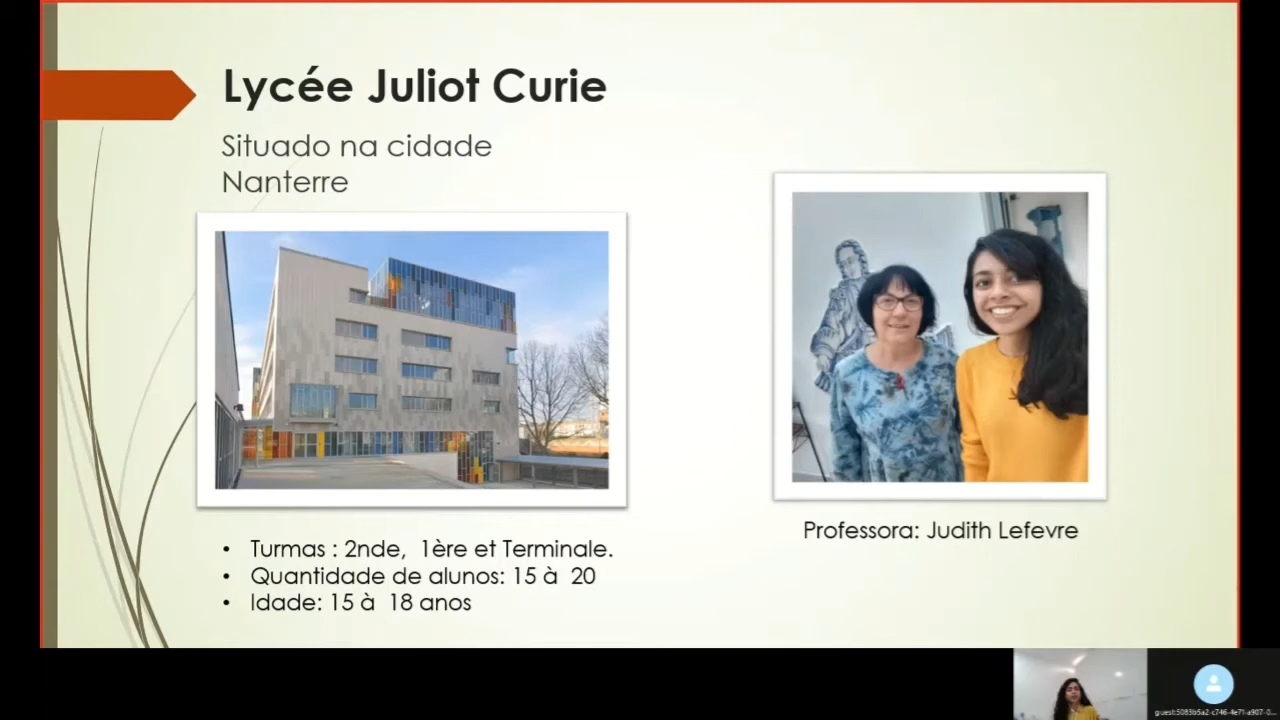 Lycée Juliot Curie
Situado na cidade
Nanterre
• Turmas : 2nde, 1ère et Terminale.
• Quantidade de alunos: 15 à 20
• Idade: 15 à 18 anos
Professora: Judith Lefevre